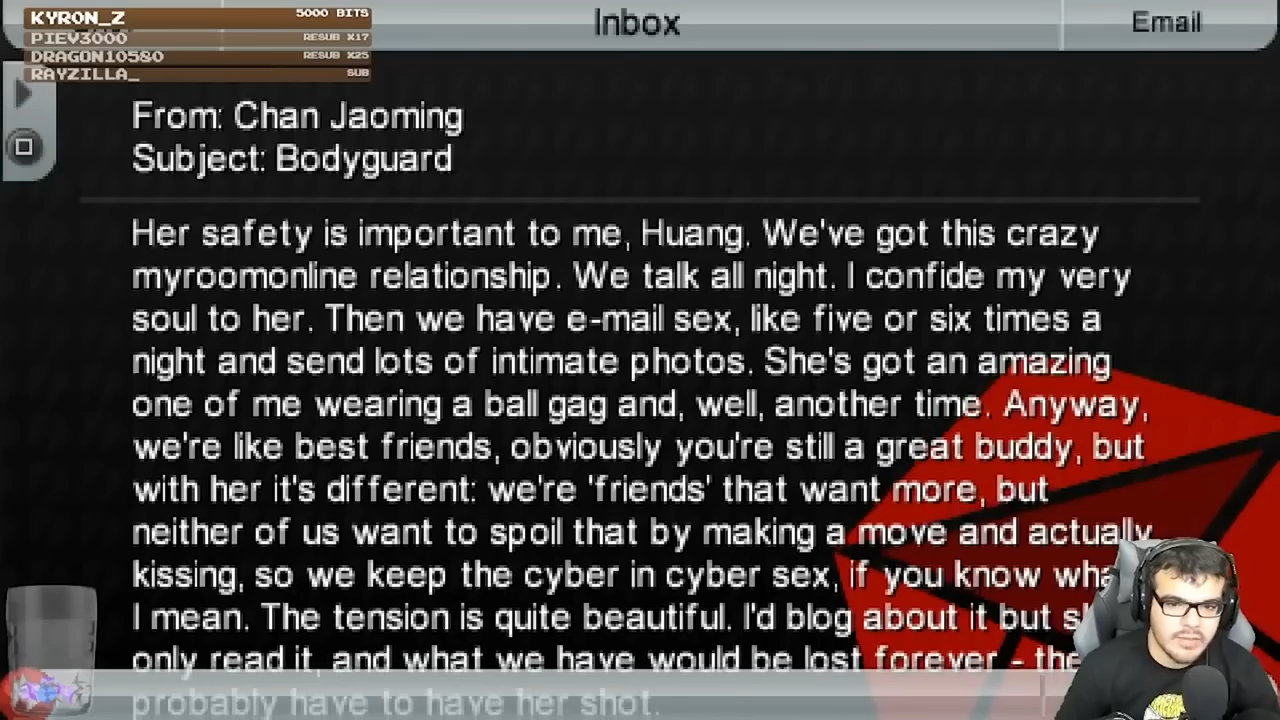 Inbox
Email
KYRON_Z 5000 BITS
PIEV3000 RESUB X17
DRAGON10580 RESUB X25
RAYZILLA_ SUB
From: Chan Jaoming
Subject: Bodyguard
Her safety is important to me, Huang. We've got this crazy
myroomonline relationship. We talk all night. I confide my very
soul to her. Then we have e-mail sex, like five or six times a
night and send lots of intimate photos. She's got an amazing
one of me wearing a ball gag and, well, another time. Anyway,
we're like best friends, obviously you're still a great buddy, but
with her it's different: we're 'friends' that want more, but
neither of us want to spoil that by making a move and actually
kissing, so we keep the cyber in cyber sex, if you know
I mean. The tension is quite beautiful. I'd blog about it but
only read it, and what we have would be lost forever -
probably have to have her shot.